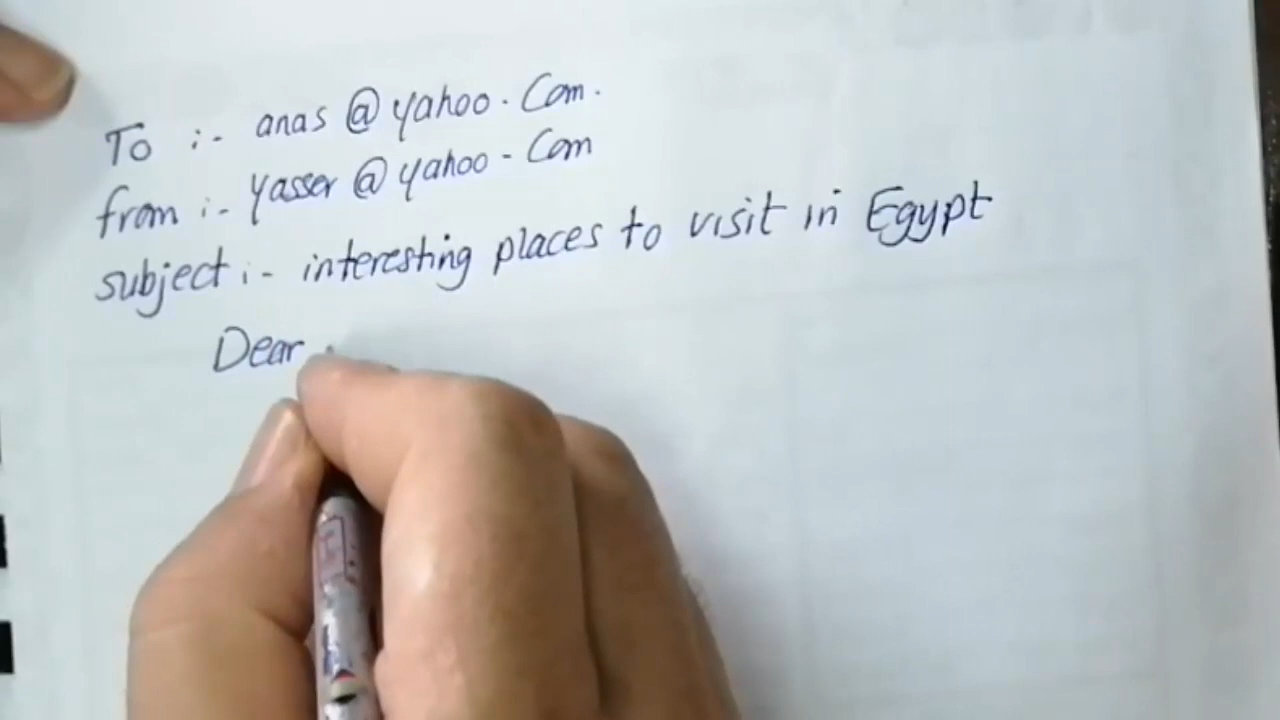 To :- anas @ yahoo . Com .
from :- yasser @ yahoo - Com
subject :- interesting places to visit in Egypt
Dear